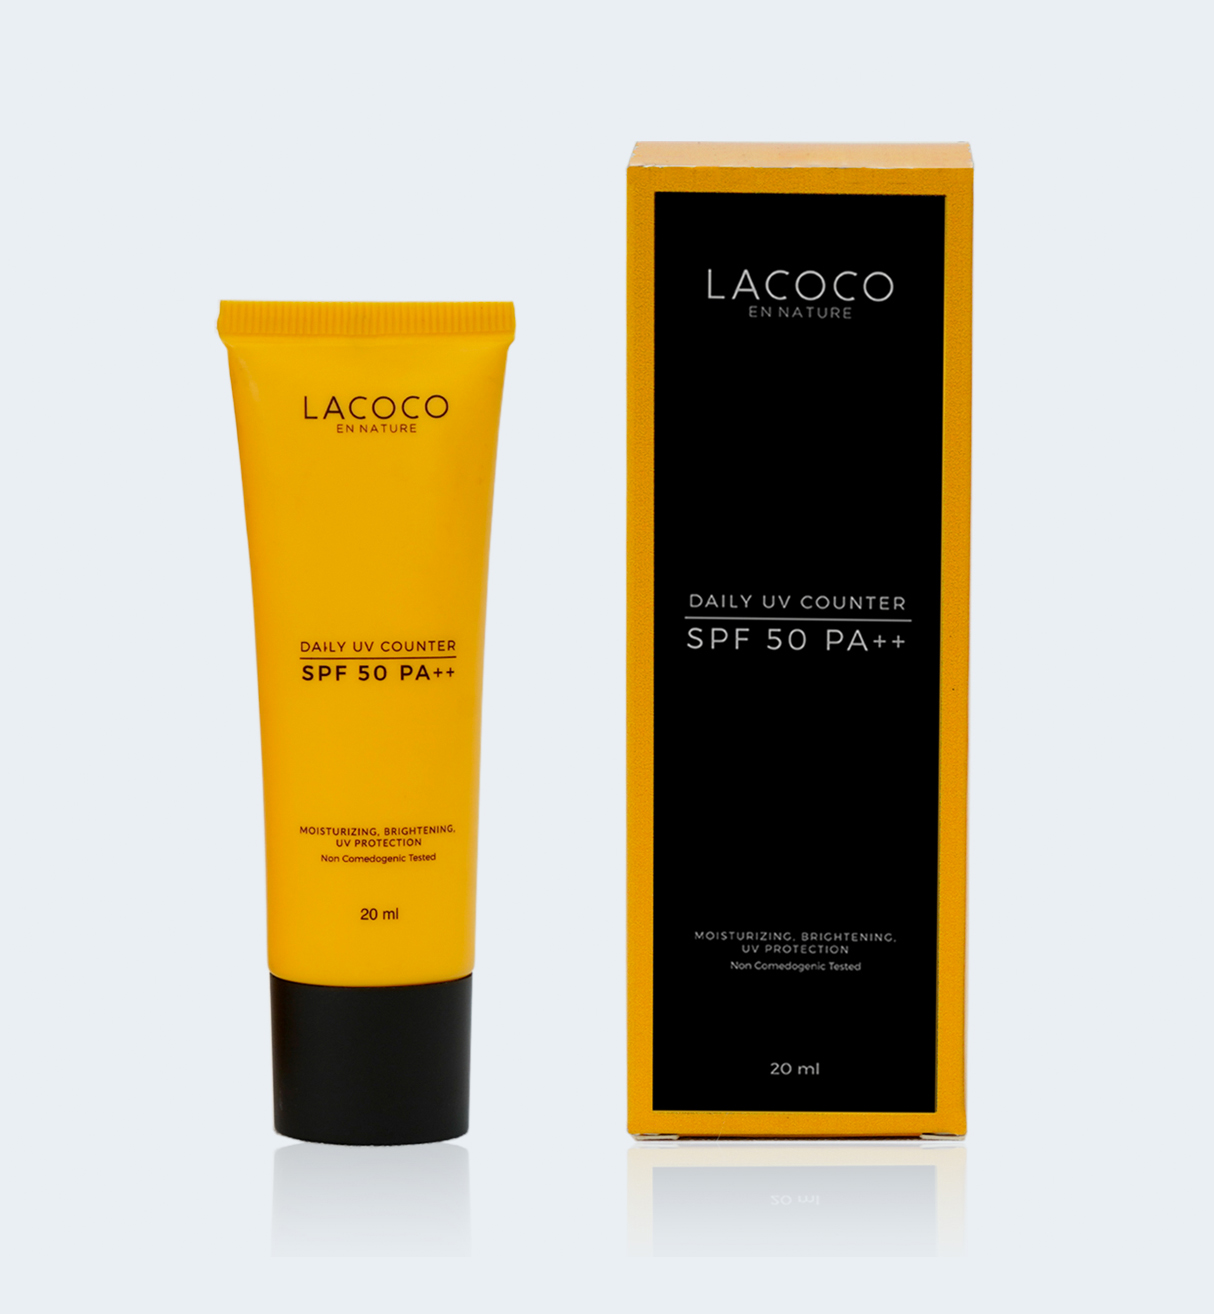 LACOCO
EN NATURE
DAILY UV COUNTER
SPF 50 PA++
MOISTURIZING, BRIGHTENING,
UV PROTECTION
Non Comedogenic Tested
20 ml
LACOCO
EN NATURE
DAILY UV COUNTER
SPF 50 PA++
MOISTURIZING, BRIGHTENING,
UV PROTECTION
Non Comedogenic Tested
20 ml